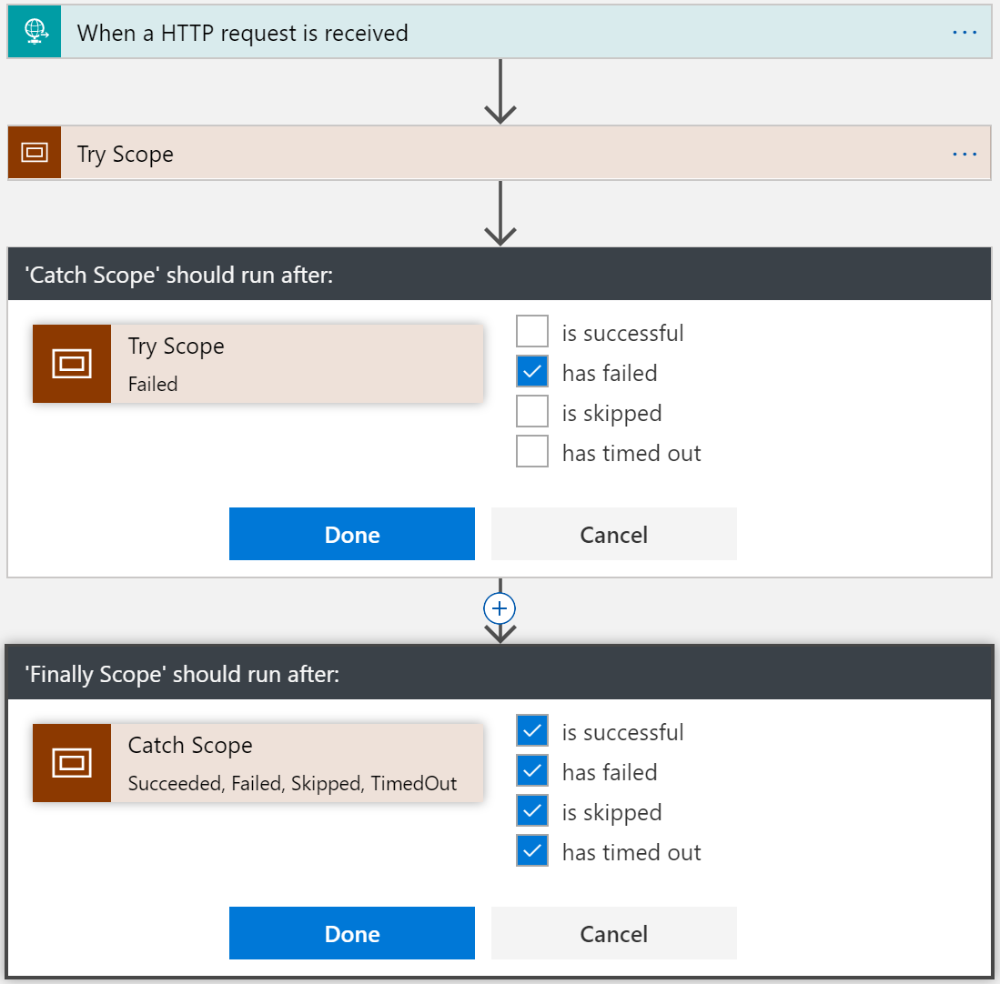 When a HTTP request is received
Try Scope
'Catch Scope' should run after:
Try Scope
Failed
is successful
has failed
is skipped
has timed out
Done
Cancel
'Finally Scope' should run after:
Catch Scope
Succeeded, Failed, Skipped, TimedOut
is successful
has failed
is skipped
has timed out
Done
Cancel